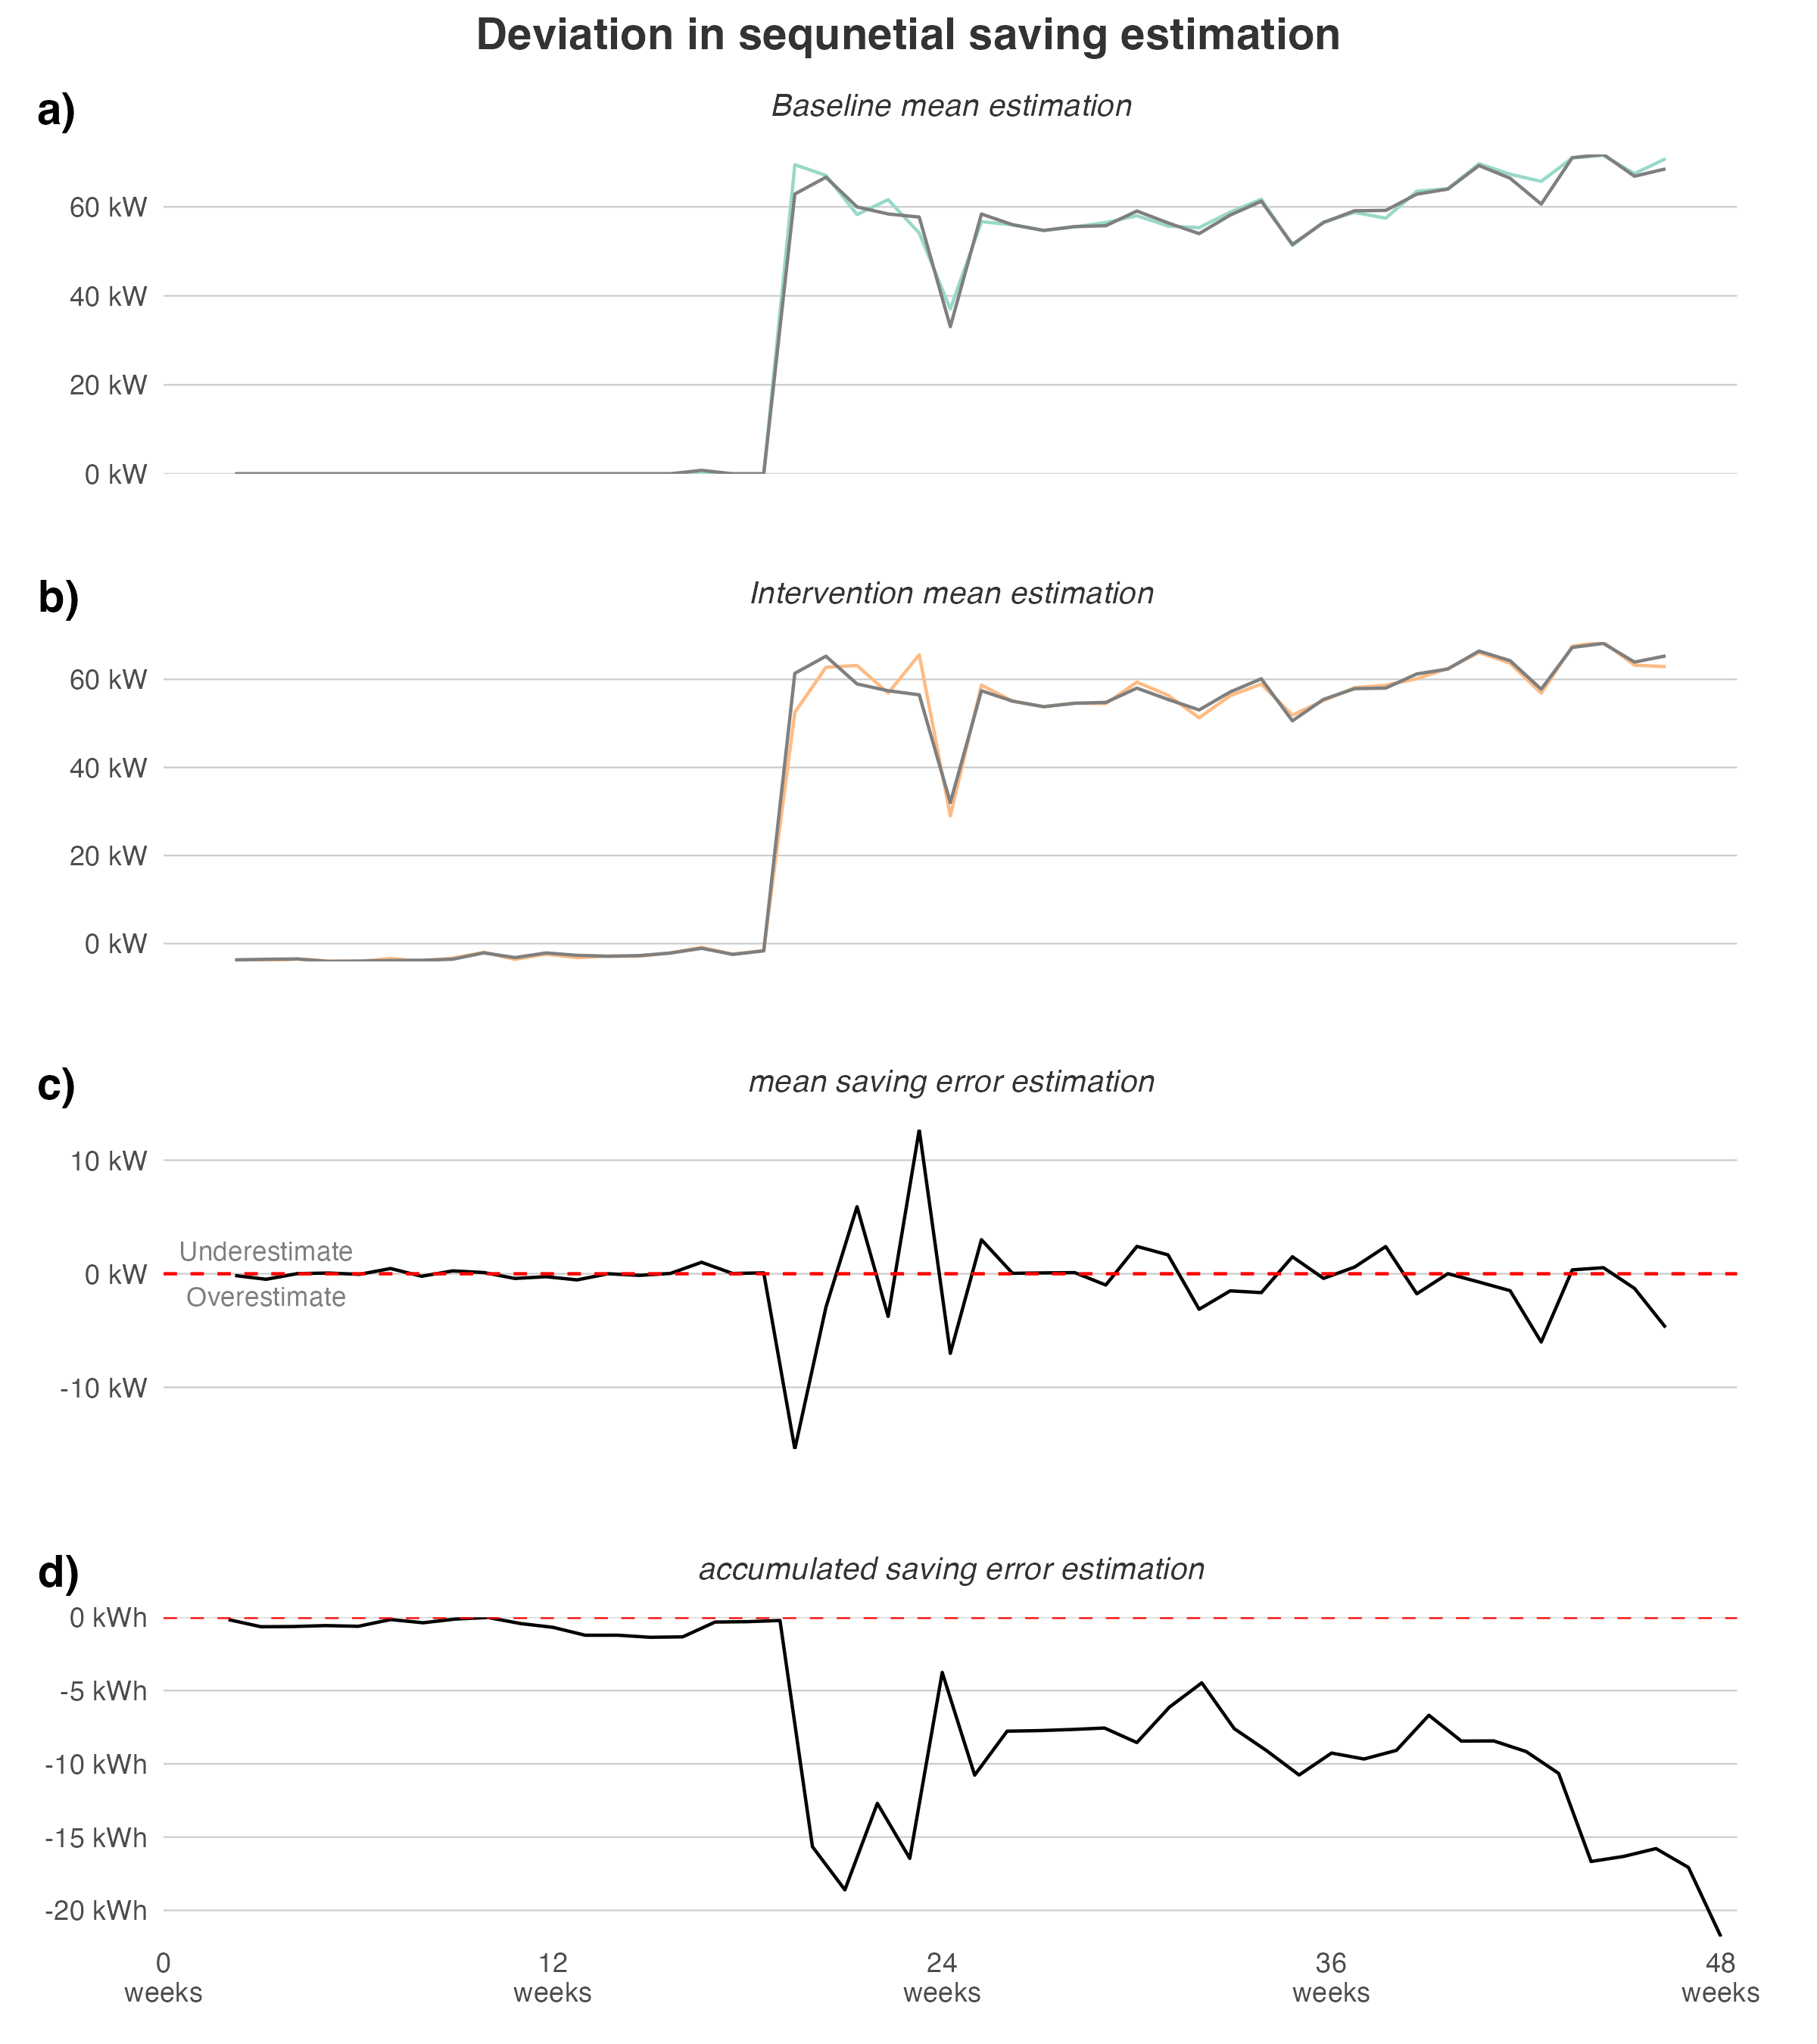 Deviation in sequnetial saving estimation
a)
Baseline mean estimation
60 kW
40 kW
20 kW
0 kW
b)
Intervention mean estimation
60 kW
40 kW
20 kW
0 kW
c)
mean saving error estimation
10 kW
Underestimate
0 kW
Overestimate
-10 kW
d)
accumulated saving error estimation
0 kWh
-5 kWh
-10 kWh
-15 kWh
-20 kWh
0 12 24 36 48
weeks weeks weeks weeks weeks